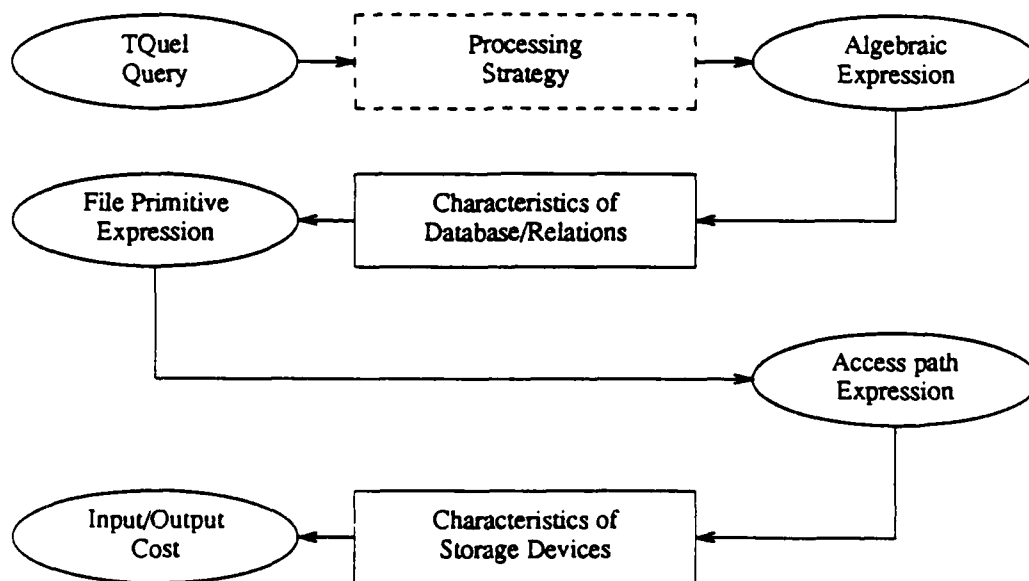 TQuel
Query
Processing
Strategy
Algebraic
Expression
File Primitive
Expression
Characteristics of
Database/Relations
Access path
Expression
Input/Output
Cost
Characteristics of
Storage Devices